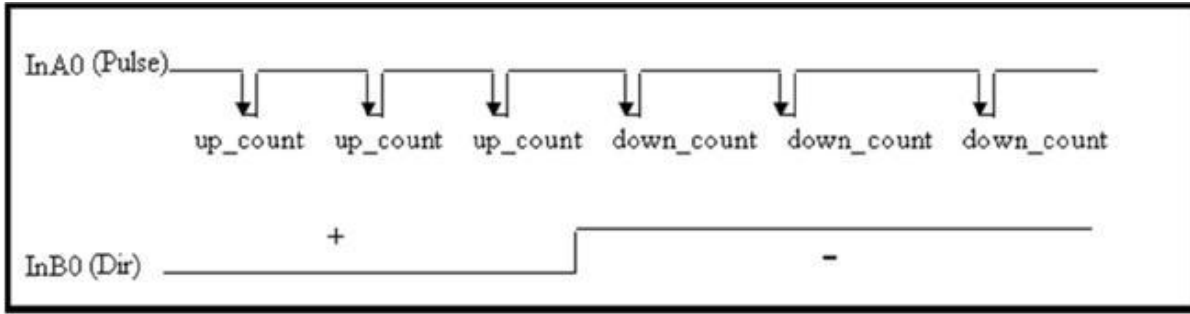 InA0 (Pulse)
up_count up_count up_count down_count down_count down_count
+
-
InB0 (Dir)